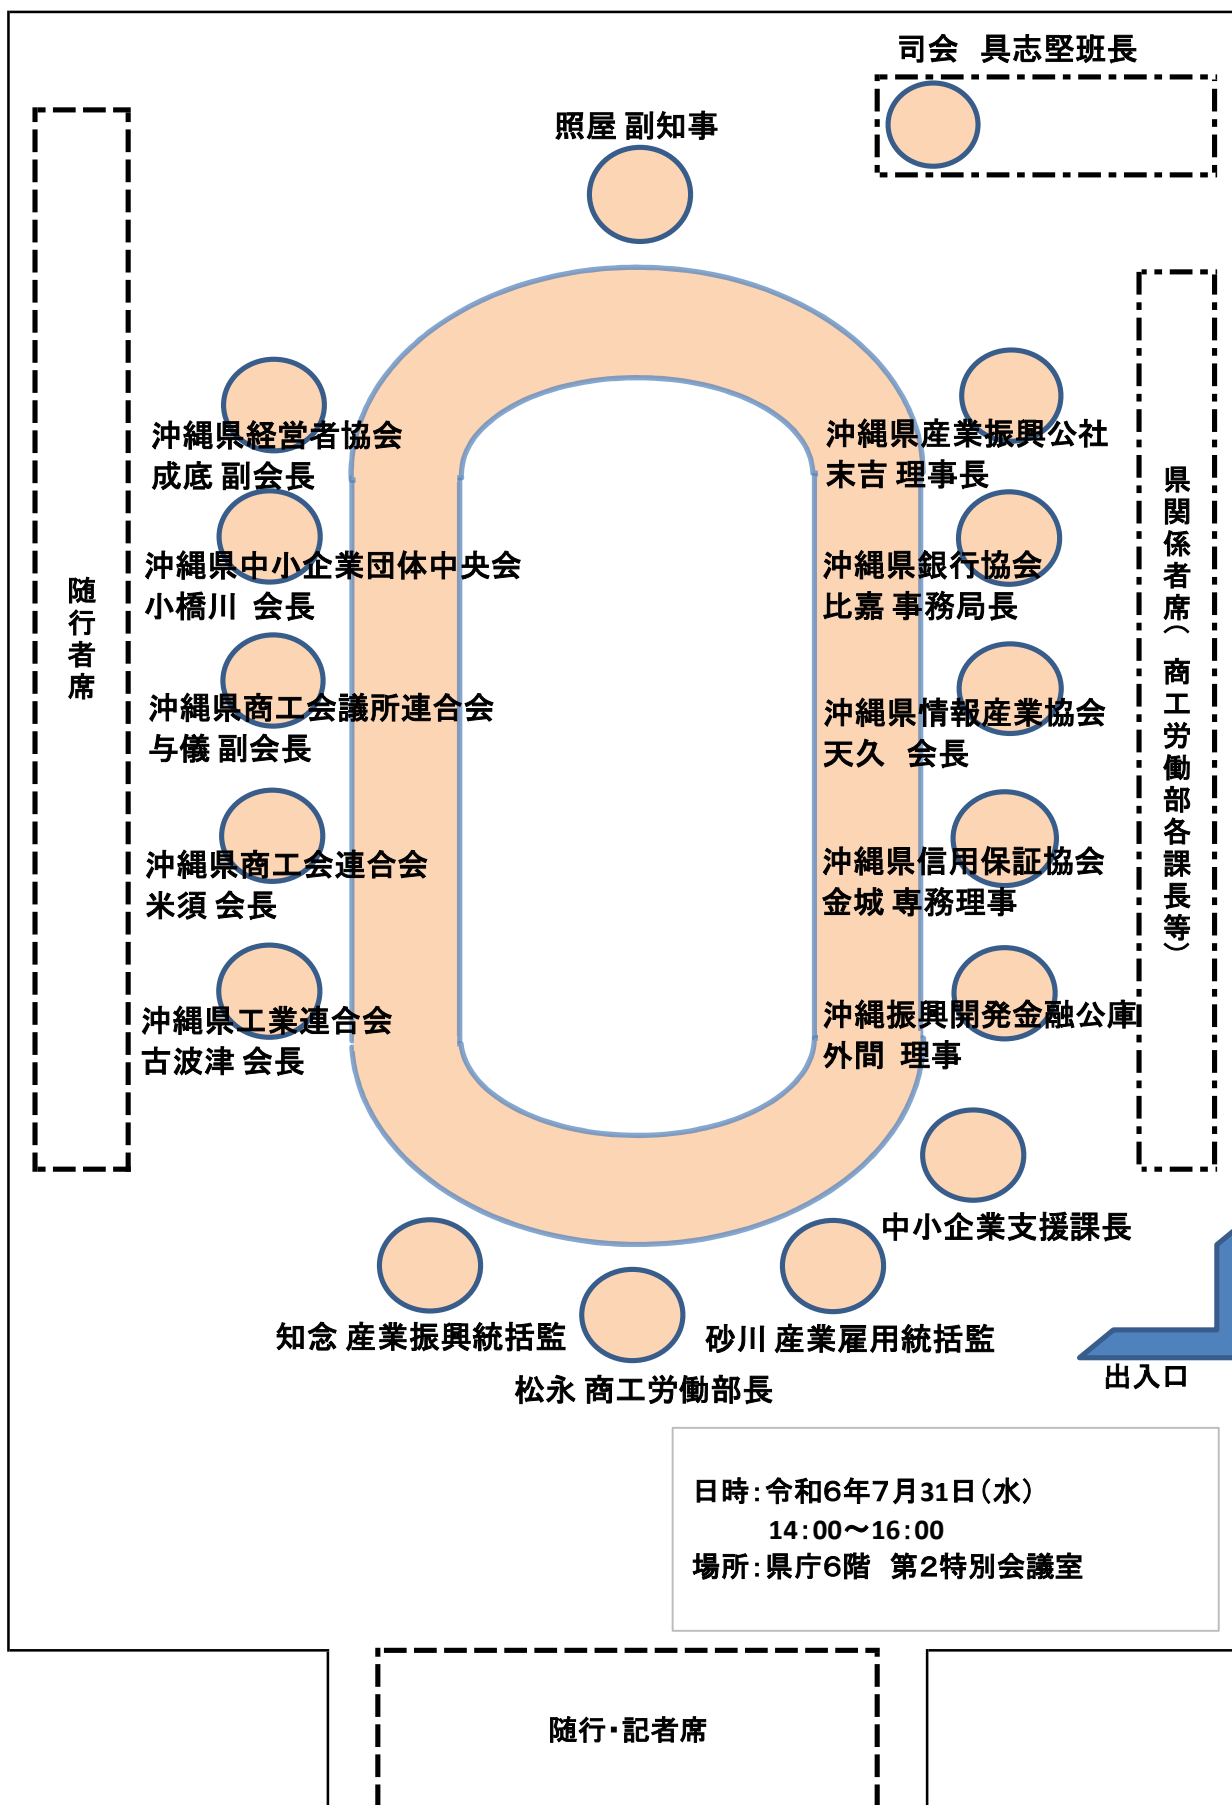 司会　具志堅班長
照屋 副知事
沖縄県経営者協会
成底 副会長
沖縄県中小企業団体中央会
小橋川  会長
沖縄県商工会議所連合会
与儀 副会長
沖縄県商工会連合会
米須 会長
沖縄県工業連合会
古波津 会長
沖縄県産業振興公社
末吉 理事長
沖縄県銀行協会
比嘉 事務局長
沖縄県情報産業協会
天久　会長
沖縄県信用保証協会
金城 専務理事
沖縄振興開発金融公庫
外間  理事
中小企業支援課長
知念 産業振興統括監
砂川 産業雇用統括監
松永 商工労働部長
随行者席
県関係者席（ 商工労働部各課長等）
出入口
日時：令和６年７月31日（水）
14：00～16：00
場所：県庁６階　第２特別会議室
随行・記者席